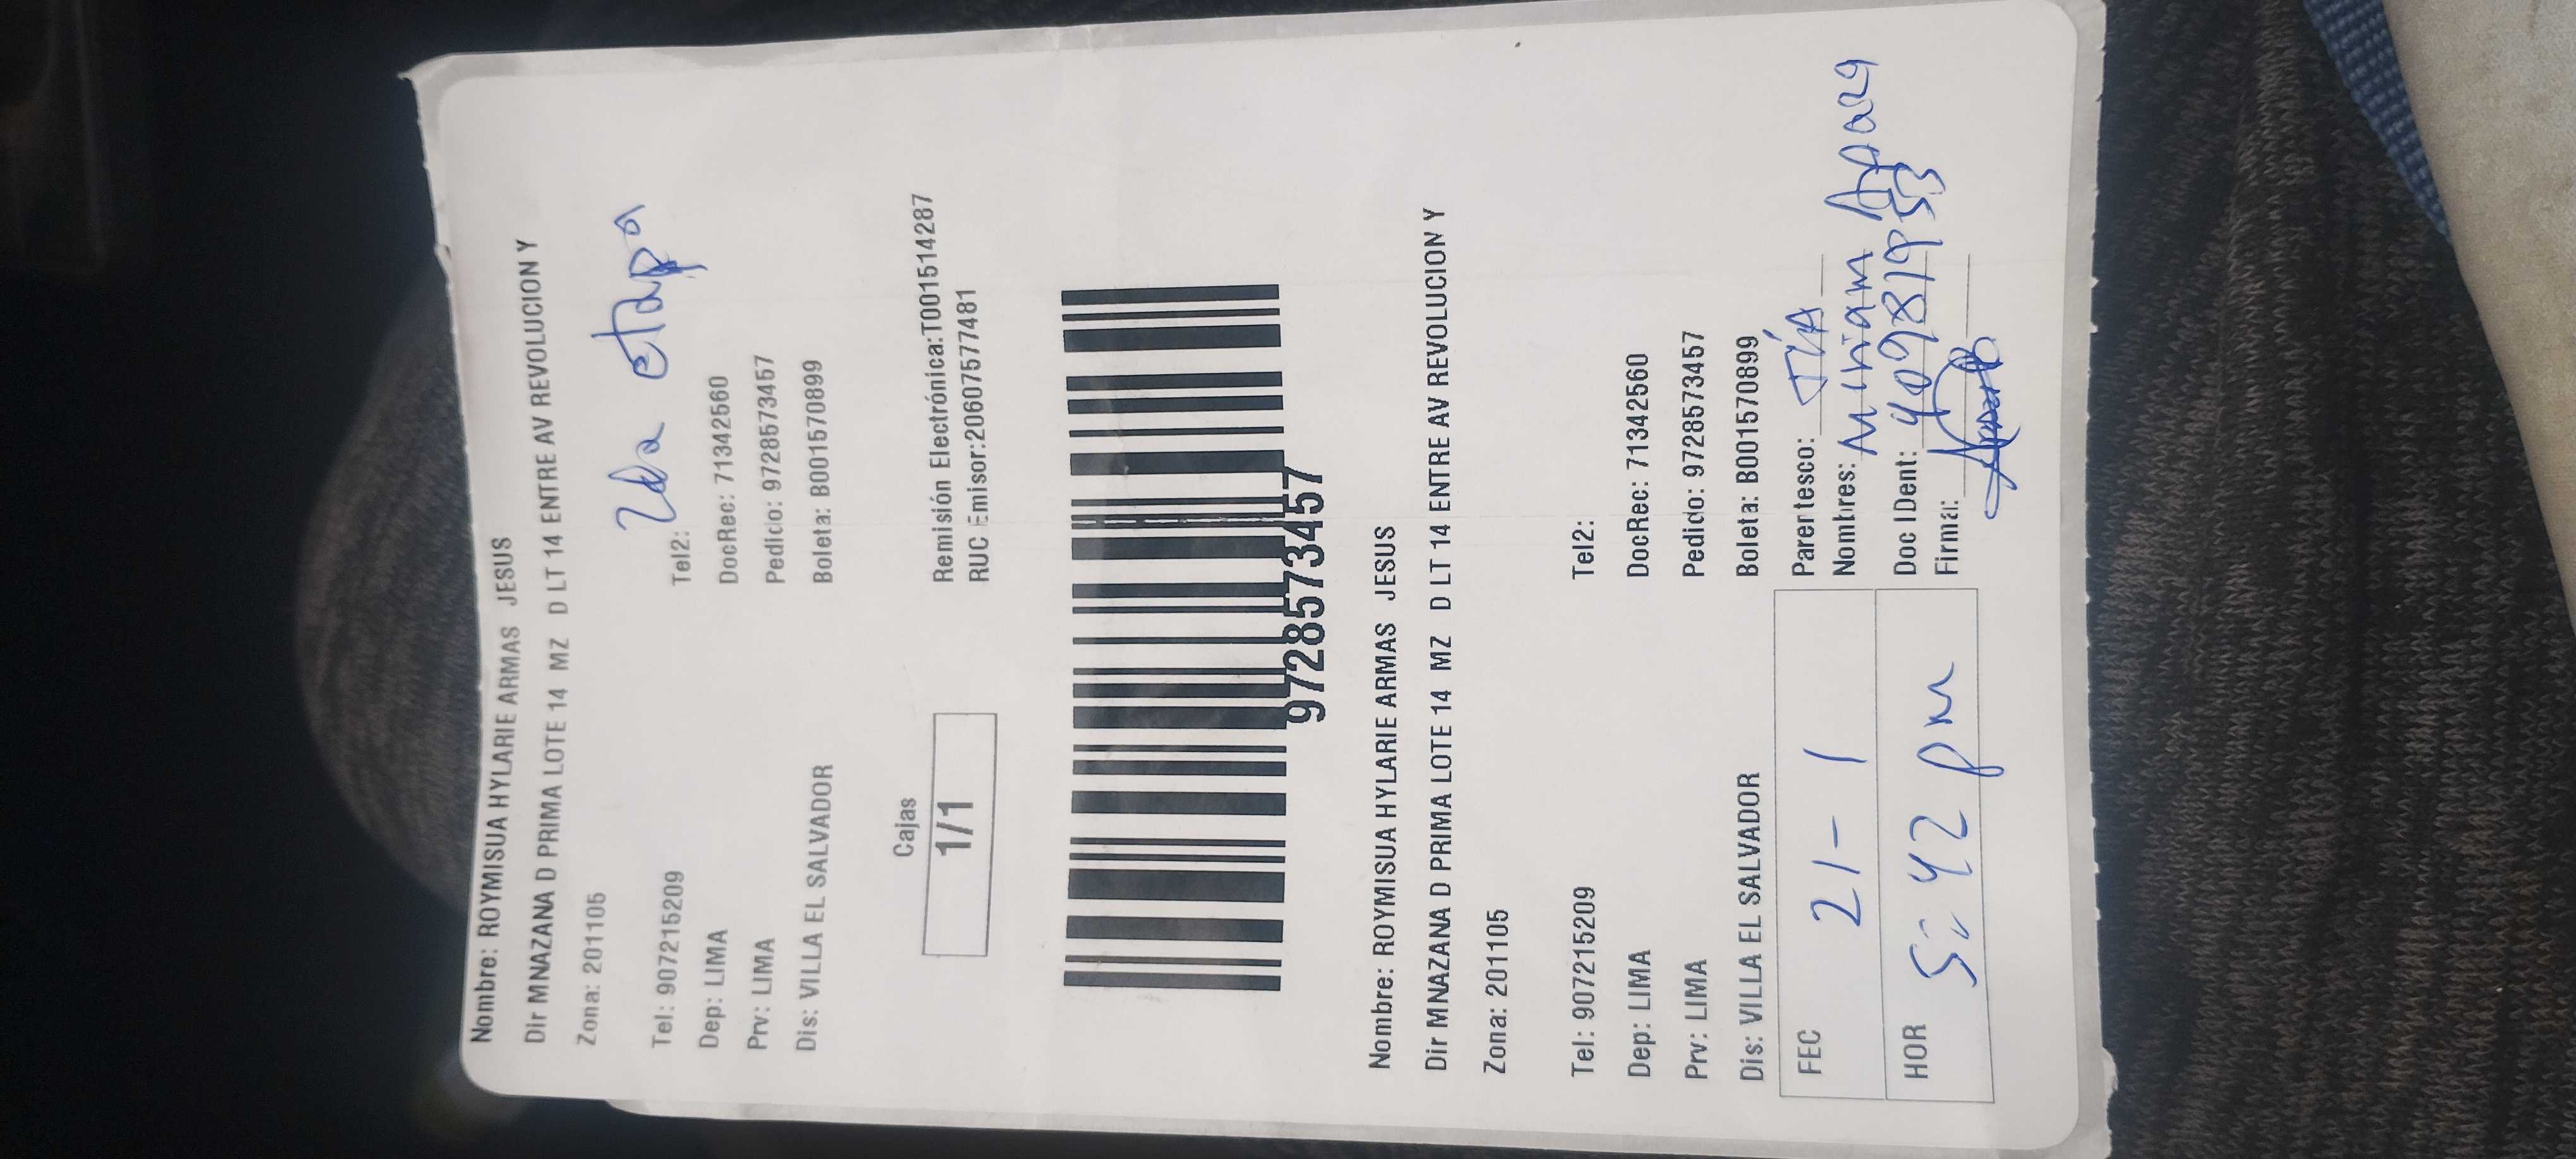 Nombre: ROYMISUA HYLARIE ARMAS JESUS
Dir MNAZANA D PRIMA LOTE 14 MZ D LT 14 ENTRE AV REVOLUCION Y
Zona: 201105
2da etapa
Tel: 907215209 Tel2:
Dep: LIMA DocRec: 71342560
Prv: LIMA Pedido: 9728573457
Dis: VILLA EL SALVADOR Boleta: B001570899
Cajas
1/1
Remisión Electrónica:T001514287
RUC Emisor:20607577481
9728573457
Nombre: ROYMISUA HYLARIE ARMAS JESUS
Dir MNAZANA D PRIMA LOTE 14 MZ D LT 14 ENTRE AV REVOLUCION Y
Zona: 201105
Tel: 907215209 Tel2:
Dep: LIMA DocRec: 71342560
Prv: LIMA Pedido: 9728573457
Dis: VILLA EL SALVADOR Boleta: B001570899
FEC 21-1
HOR 5:42 pm
Parentesco: TÍA
Nombres: Miriam
Doc IDent:
Firma: